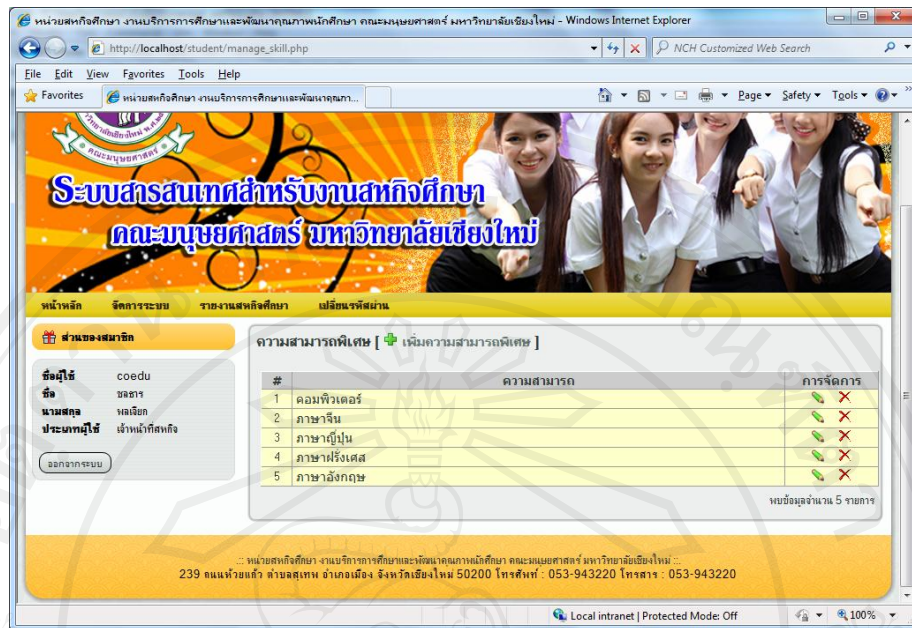 หน่วยสหกิจศึกษา งานบริการการศึกษาและพัฒนาคุณภาพนักศึกษา คณะมนุษยศาสตร์ มหาวิทยาลัยเชียงใหม่ - Windows Internet Explorer
http://localhost/student/manage_skill.php
NCH Customized Web Search
File Edit View Favorites Tools Help
Favorites
หน่วยสหกิจศึกษา งานบริการการศึกษาและพัฒนาคุณภา...
Page Safety Tools
คณะมนุษยศาสตร์
ระบบสารสนเทศสำหรับงานสหกิจศึกษา
คณะมนุษยศาสตร์ มหาวิทยาลัยเชียงใหม่
หน้าหลัก จัดการระบบ รายงานสหกิจศึกษา เปลี่ยนรหัสผ่าน
ส่วนของสมาชิก
ชื่อผู้ใช้ coedu
ชื่อ
นามสกุล
ประเภทผู้ใช้ เจ้าหน้าที่สหกิจ
ออกจากระบบ
ความสามารถพิเศษ [ เพิ่มความสามารถพิเศษ ]
# ความสามารถ การจัดการ
1 คอมพิวเตอร์
2 ภาษาจีน
3 ภาษาญี่ปุ่น
4 ภาษาฝรั่งเศส
5 ภาษาอังกฤษ
พบข้อมูลจำนวน 5 รายการ
.:: หน่วยสหกิจศึกษา งานบริการการศึกษาและพัฒนาคุณภาพนักศึกษา คณะมนุษยศาสตร์ มหาวิทยาลัยเชียงใหม่ ::.
239 ถนนห้วยแก้ว ตำบลสุเทพ อำเภอเมือง จังหวัดเชียงใหม่ 50200 โทรศัพท์ : 053-943220 โทรสาร : 053-943220
Local intranet | Protected Mode: Off
100%